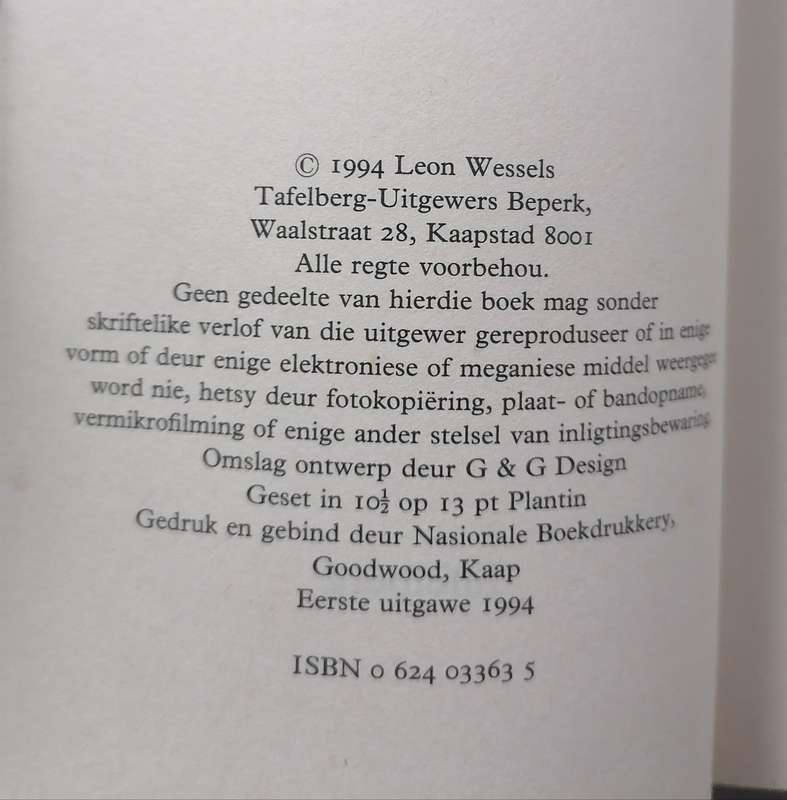 © 1994 Leon Wessels
Tafelberg-Uitgewers Beperk,
Waalstraat 28, Kaapstad 8001
Alle regte voorbehou.
Geen gedeelte van hierdie boek mag sonder
skriftelike verlof van die uitgewer gereproduseer of in enige
vorm of deur enige elektroniese of meganiese middel weergegee
word nie, hetsy deur fotokopiëring, plaat- of bandopname,
vermikrofilming of enige ander stelsel van inligtingsbewaring
Omslag ontwerp deur G & G Design
Geset in 10½ op 13 pt Plantin
Gedruk en gebind deur Nasionale Boekdrukkery,
Goodwood, Kaap
Eerste uitgawe 1994
ISBN 0 624 03363 5